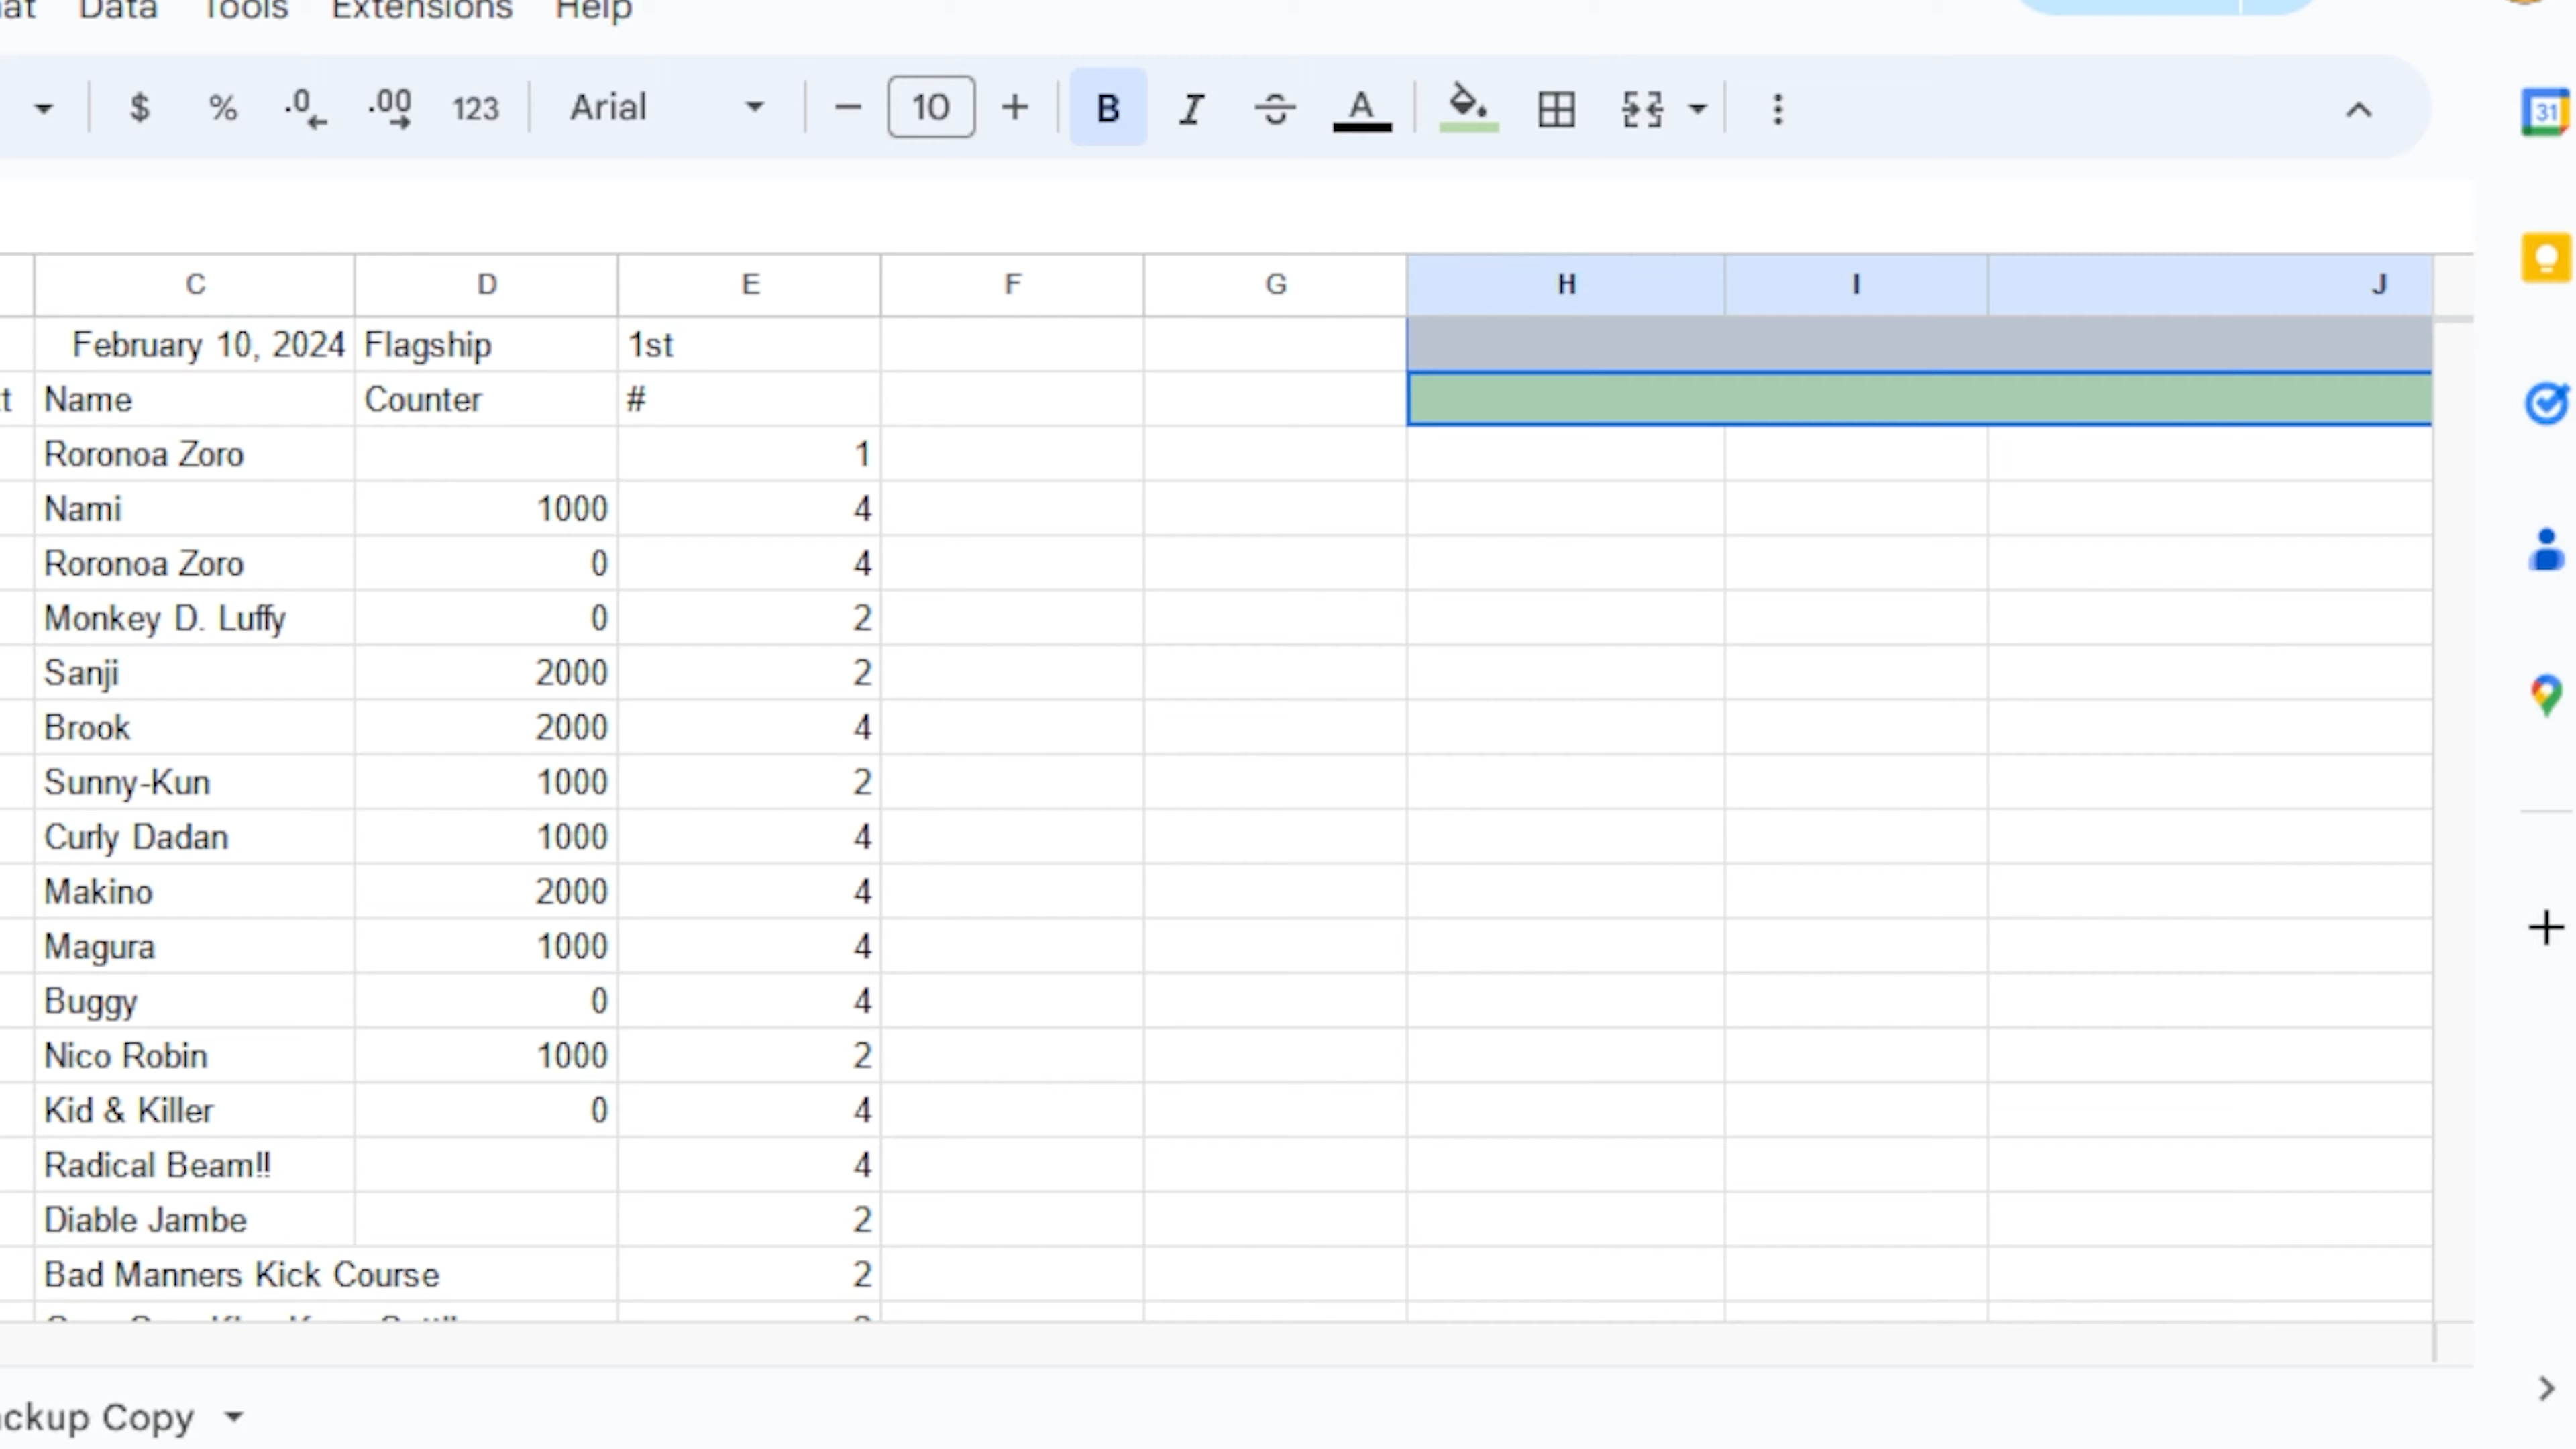 Data Tools Extensions Help
$ % .0 .00 123 Arial − 10 + B I S A
31
C D E F G H I J
February 10, 2024 Flagship 1st
Name Counter #
Roronoa Zoro 1
Nami 1000 4
Roronoa Zoro 0 4
Monkey D. Luffy 0 2
Sanji 2000 2
Brook 2000 4
Sunny-Kun 1000 2
Curly Dadan 1000 4
Makino 2000 4
Magura 1000 4
Buggy 0 4
Nico Robin 1000 2
Kid & Killer 0 4
Radical Beam!! 4
Diable Jambe 2
Bad Manners Kick Course 2
Copy